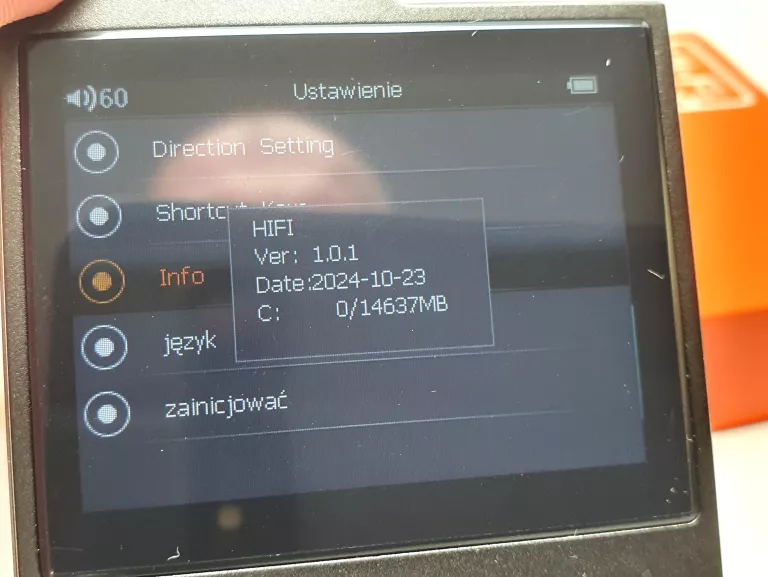 60
Ustawienie
Direction Setting
Info
HIFI
Ver: 1.0.1
Date:2024-10-23
C: 0/14637MB
język
zainicjować